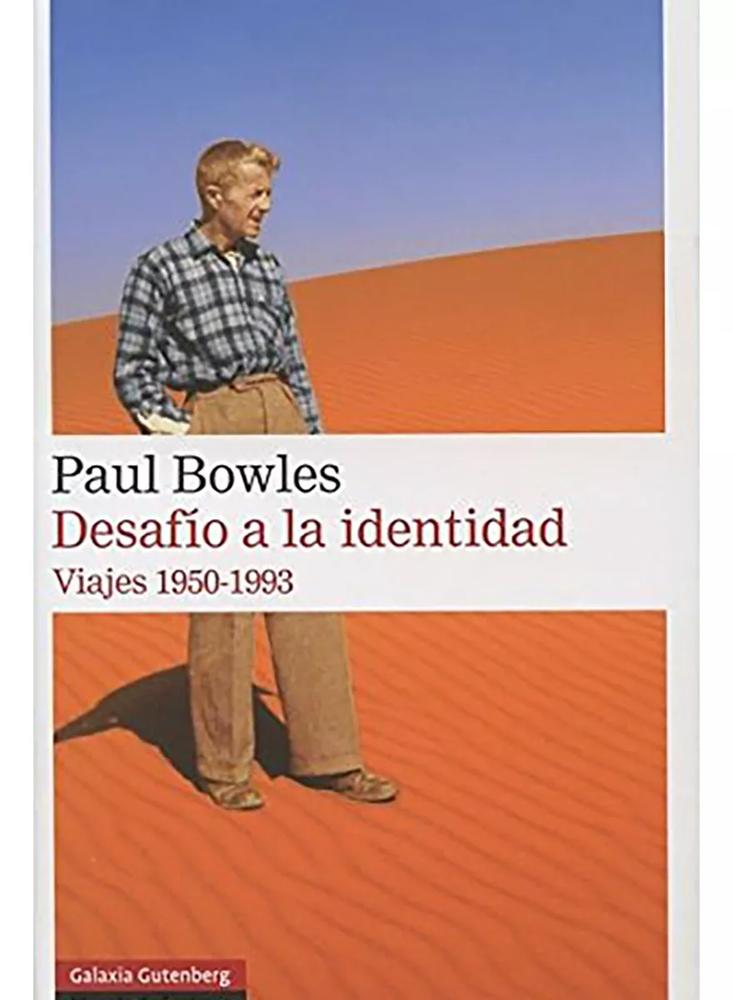 Paul Bowles
Desafío a la identidad
Viajes 1950-1993
Galaxia Gutenberg